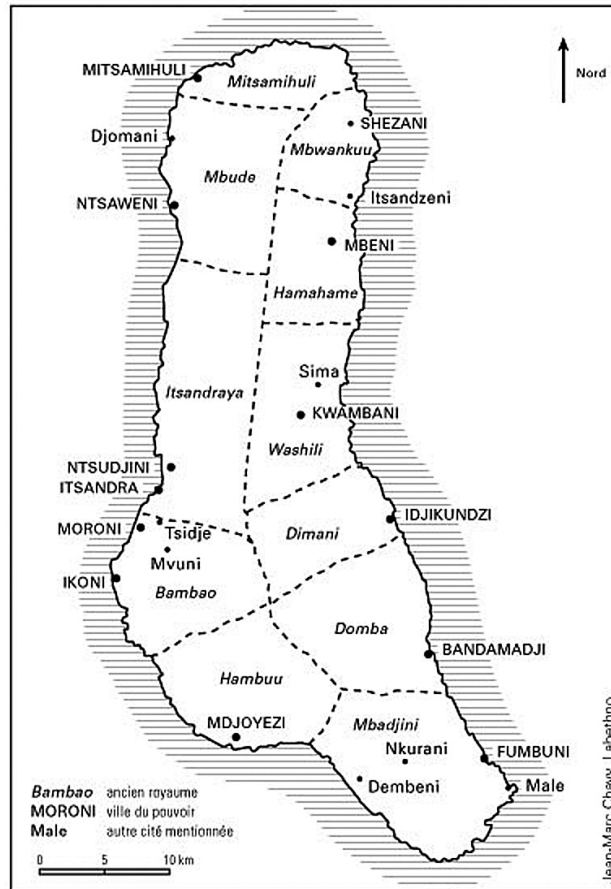 MITSAMIHULI
Mitsamihuli
Nord
Djomani
SHEZANI
Mbwankuu
Mbude
NTSAWENI
Itsandzeni
MBENI
Hamahame
Sima
Itsandraya
KWAMBANI
Washili
NTSUDJINI
ITSANDRA
MORONI
Tsidje
IDJIKUNDZI
Dimani
Mvuni
IKONI
Bambao
Domba
BANDAMADJI
Hambuu
MDJOYEZI
Mbadjini
Nkurani
FUMBUNI
Dembeni
Male
Bambao ancien royaume
MORONI ville du pouvoir
Male autre cité mentionnée
0 5 10 km
Jean-Marc Chavy, Labethno